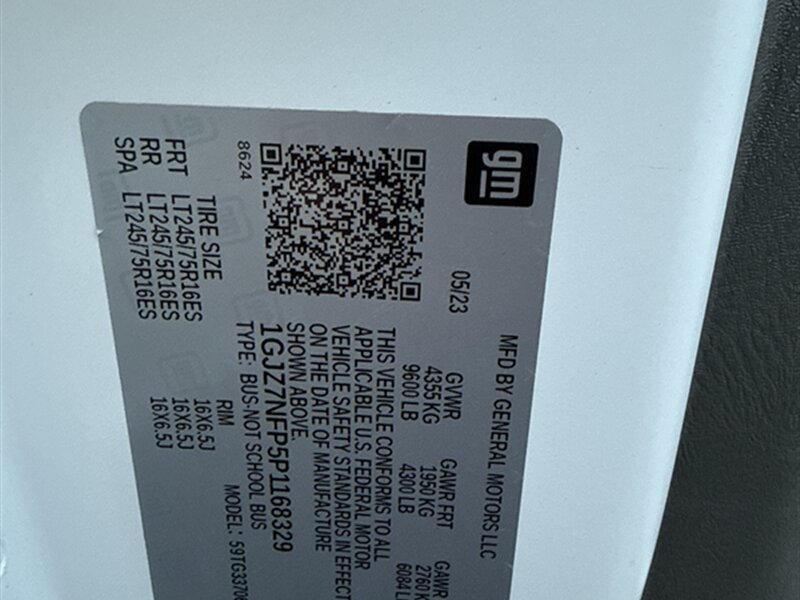 gm
MFD BY GENERAL MOTORS LLC
05/23
GVWR GAWR FRT GAWR
4355 KG 1950 KG 2760 K
9600 LB 4300 LB 6084 L
THIS VEHICLE CONFORMS TO ALL
APPLICABLE U.S. FEDERAL MOTOR
VEHICLE SAFETY STANDARDS IN EFFECT
ON THE DATE OF MANUFACTURE
SHOWN ABOVE.
1GJZ7NFP5P1168329
TYPE: BUS-NOT SCHOOL BUS
MODEL: 59TG33706
8624
TIRE SIZE RIM
FRT LT245/75R16ES 16X6.5J
RR LT245/75R16ES 16X6.5J
SPA LT245/75R16ES 16X6.5J